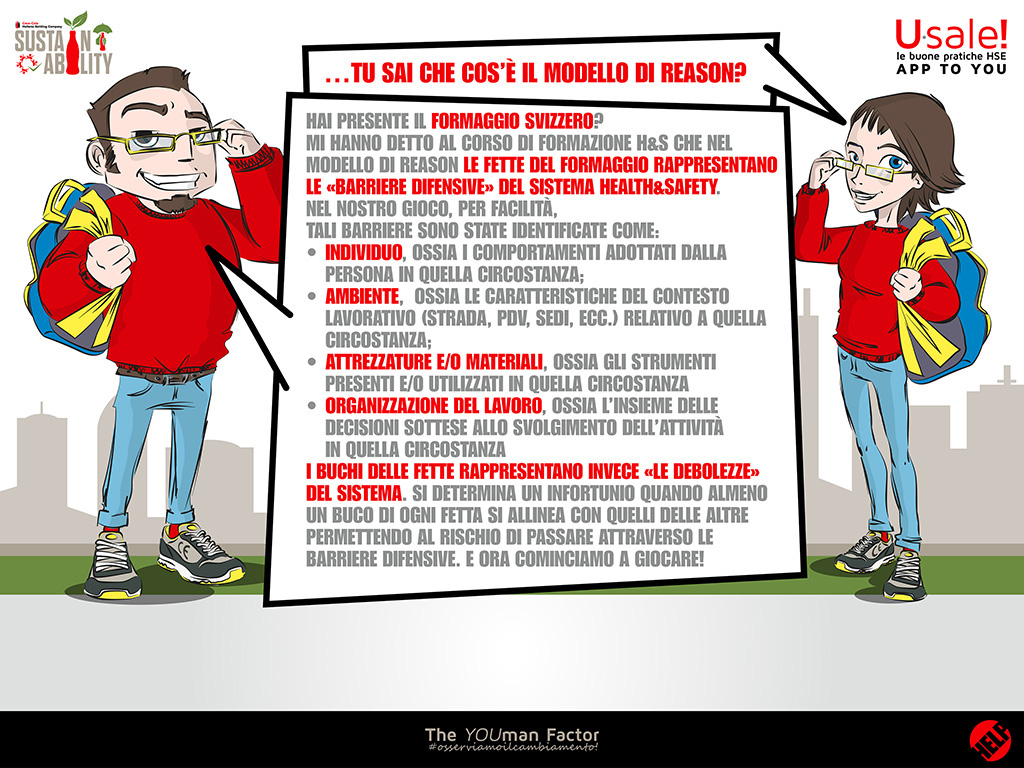 Coca-Cola
Hellenic Bottling Company
SUSTAIN
ABILITY
U·sale!
le buone pratiche HSE
APP TO YOU
...TU SAI CHE COS'È IL MODELLO DI REASON?
HAI PRESENTE IL FORMAGGIO SVIZZERO?
MI HANNO DETTO AL CORSO DI FORMAZIONE H&S CHE NEL
MODELLO DI REASON LE FETTE DEL FORMAGGIO RAPPRESENTANO
LE «BARRIERE DIFENSIVE» DEL SISTEMA HEALTH&SAFETY.
NEL NOSTRO GIOCO, PER FACILITÀ,
TALI BARRIERE SONO STATE IDENTIFICATE COME:
• INDIVIDUO, OSSIA I COMPORTAMENTI ADOTTATI DALLA
PERSONA IN QUELLA CIRCOSTANZA;
• AMBIENTE, OSSIA LE CARATTERISTICHE DEL CONTESTO
LAVORATIVO (STRADA, PDV, SEDI, ECC.) RELATIVO A QUELLA
CIRCOSTANZA;
• ATTREZZATURE E/O MATERIALI, OSSIA GLI STRUMENTI
PRESENTI E/O UTILIZZATI IN QUELLA CIRCOSTANZA
• ORGANIZZAZIONE DEL LAVORO, OSSIA L'INSIEME DELLE
DECISIONI SOTTESE ALLO SVOLGIMENTO DELL'ATTIVITÀ
IN QUELLA CIRCOSTANZA
I BUCHI DELLE FETTE RAPPRESENTANO INVECE «LE DEBOLEZZE»
DEL SISTEMA. SI DETERMINA UN INFORTUNIO QUANDO ALMENO
UN BUCO DI OGNI FETTA SI ALLINEA CON QUELLI DELLE ALTRE
PERMETTENDO AL RISCHIO DI PASSARE ATTRAVERSO LE
BARRIERE DIFENSIVE. E ORA COMINCIAMO A GIOCARE!
The YOUman Factor
#osserviamoilcambiamento!
HELP